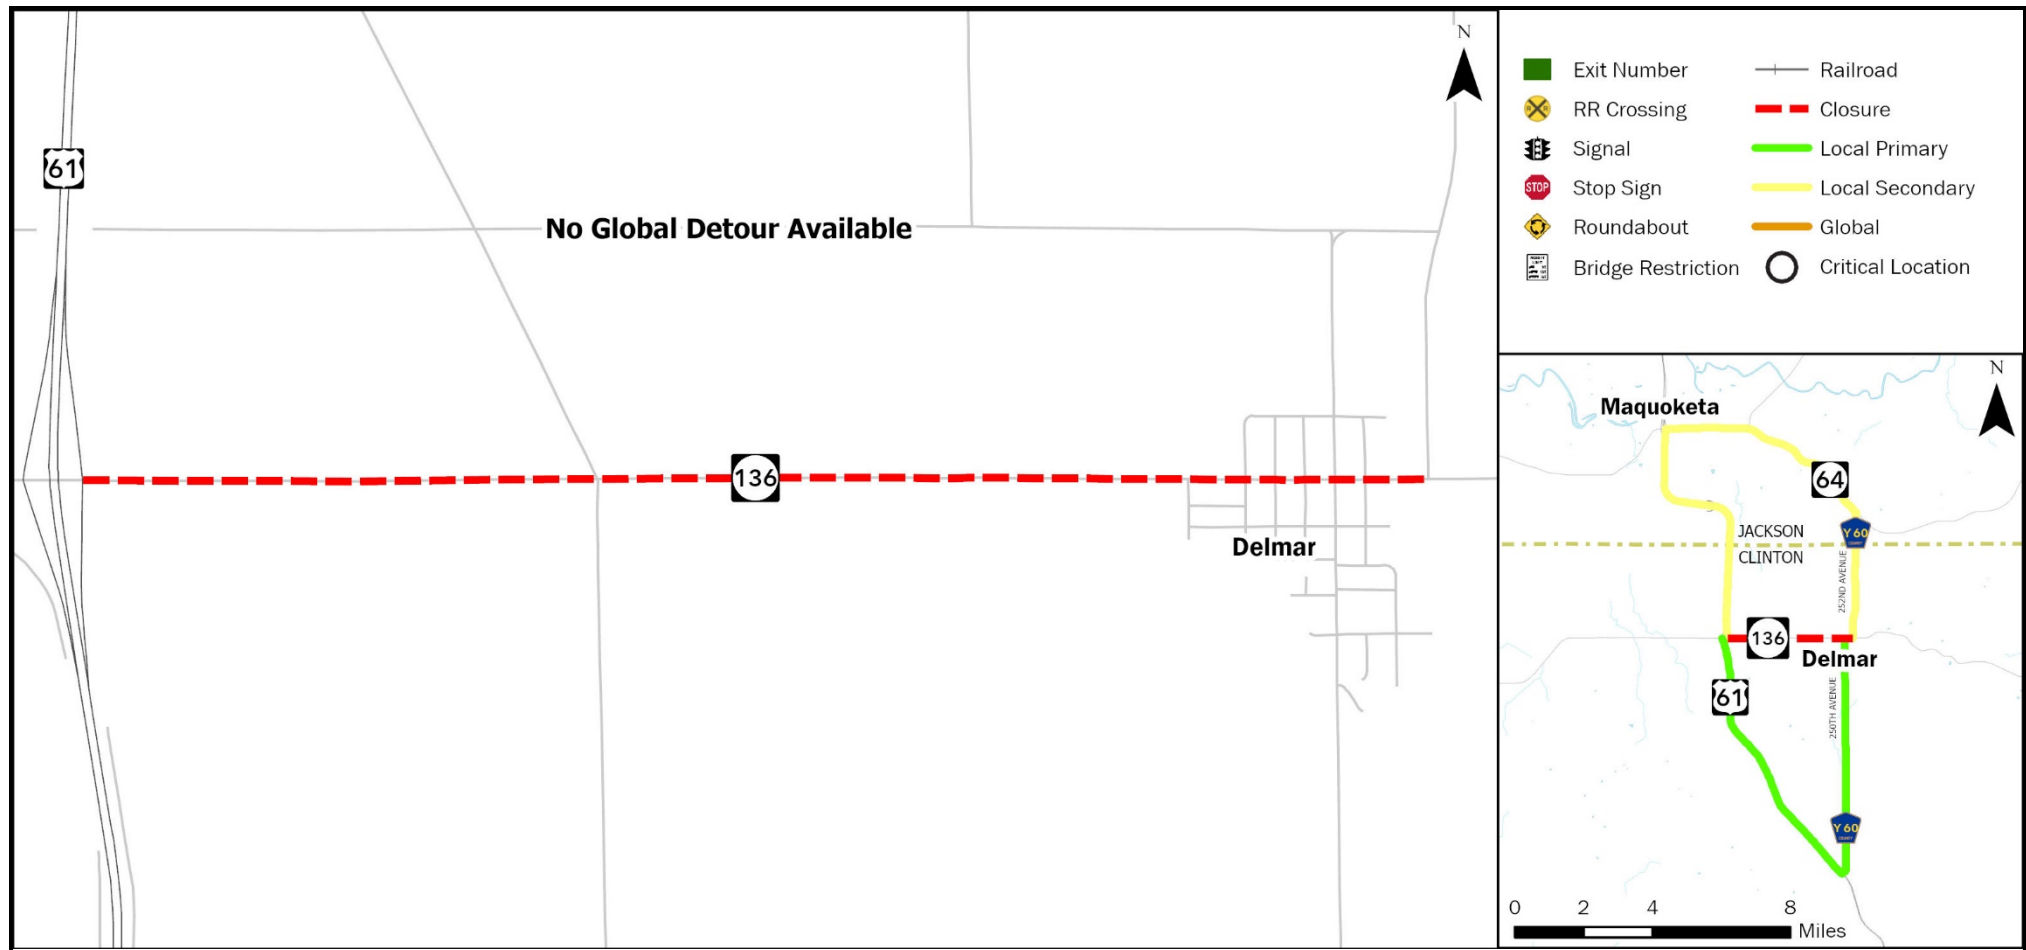 N
61
No Global Detour Available
136
Delmar
Exit Number
Railroad
RR Crossing
Closure
Signal
Local Primary
STOP
Stop Sign
Local Secondary
Roundabout
Global
Bridge Restriction
Critical Location
N
Maquoketa
64
JACKSON
Y 60
CLINTON
252ND AVENUE
136
Delmar
61
250TH AVENUE
Y 60
0 2 4 8
Miles